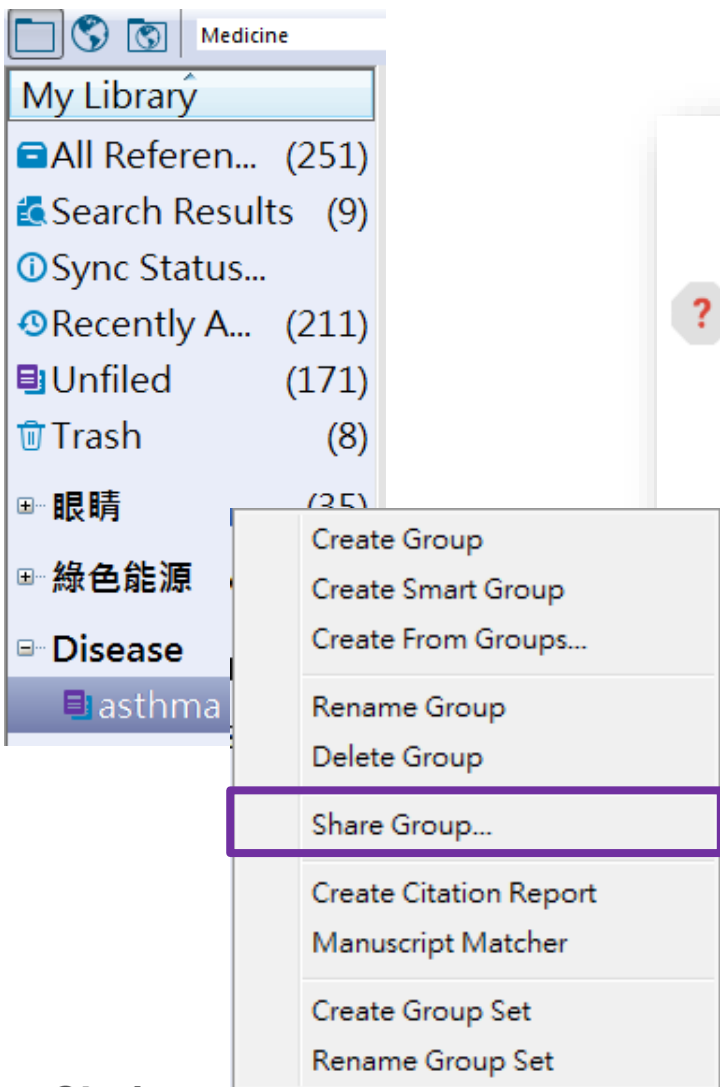 Medicine
My Library
All Referen... (251)
Search Results (9)
Sync Status...
Recently A... (211)
Unfiled (171)
Trash (8)
眼睛 (35)
綠色能源
Disease
asthma
?
Create Group
Create Smart Group
Create From Groups...
Rename Group
Delete Group
Share Group...
Create Citation Report
Manuscript Matcher
Create Group Set
Rename Group Set